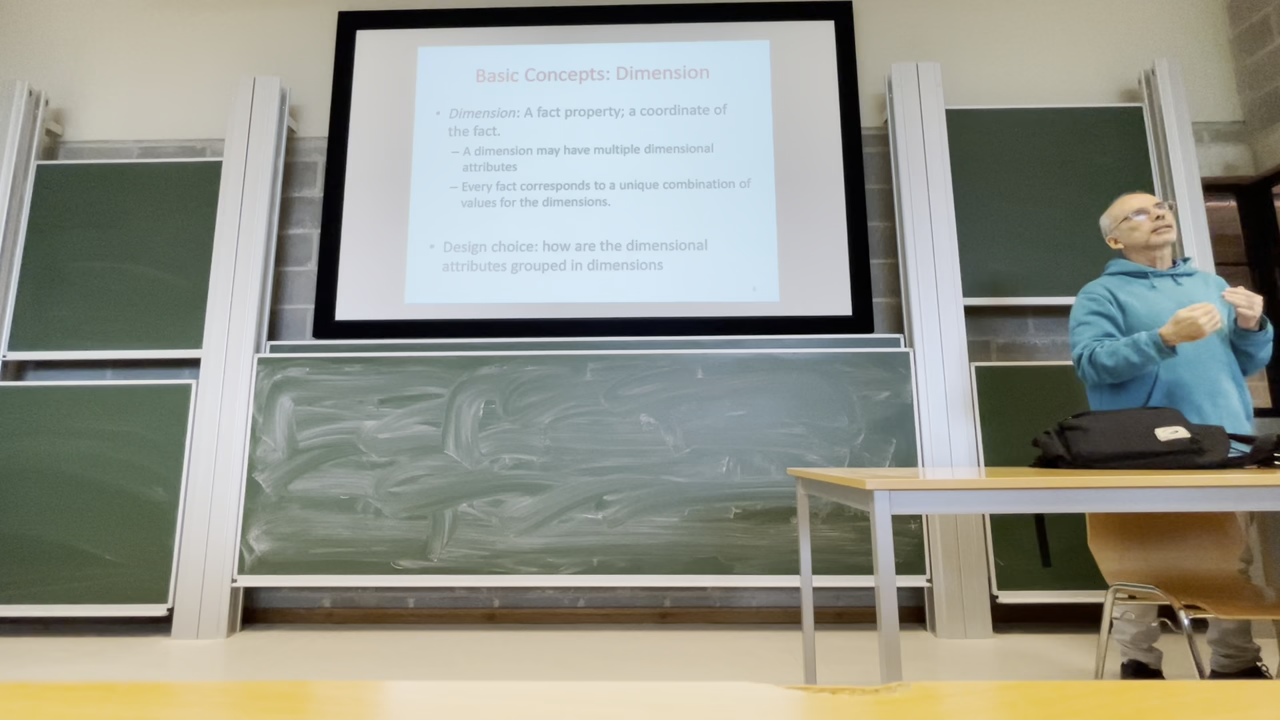 Basic Concepts: Dimension
• Dimension: A fact property; a coordinate of
the fact.
– A dimension may have multiple dimensional
attributes
– Every fact corresponds to a unique combination of
values for the dimensions.
• Design choice: how are the dimensional
attributes grouped in dimensions